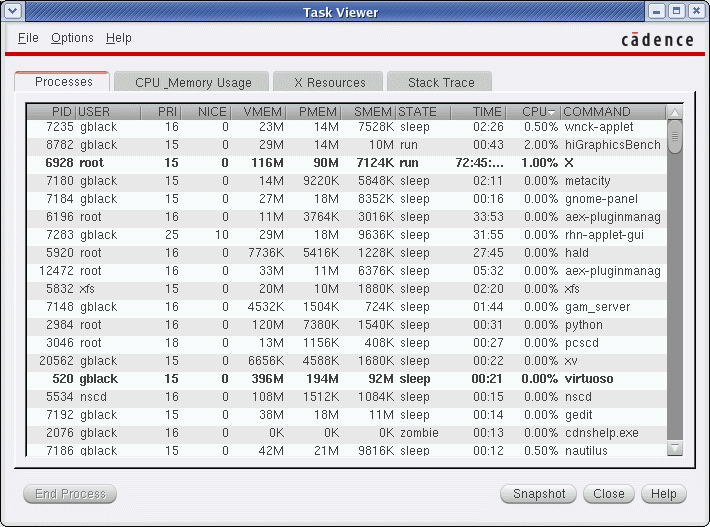 Task Viewer
File Options Help
cādence
Processes CPU _Memory Usage X Resources Stack Trace
PID USER PRI NICE VMEM PMEM SMEM STATE TIME CPU COMMAND
7235 gblack 16 0 23M 14M 7528K sleep 02:26 0.50% wnck-applet
8782 gblack 15 0 29M 14M 10M run 00:43 2.00% hiGraphicsBench
6928 root 15 0 116M 90M 7124K run 72:45:... 1.00% X
7180 gblack 15 0 14M 9220K 5848K sleep 02:11 0.00% metacity
7184 gblack 15 0 27M 18M 8352K sleep 00:16 0.00% gnome-panel
6196 root 16 0 11M 3764K 3016K sleep 33:53 0.00% aex-pluginmanag
7283 gblack 25 10 29M 18M 9636K sleep 31:55 0.00% rhn-applet-gui
5920 root 16 0 7736K 5416K 1228K sleep 27:45 0.00% hald
12472 root 16 0 33M 11M 6376K sleep 05:32 0.00% aex-pluginmanag
5832 xfs 15 0 20M 10M 1880K sleep 02:20 0.00% xfs
7148 gblack 16 0 4532K 1504K 724K sleep 01:44 0.00% gam_server
2984 root 16 0 120M 7380K 1540K sleep 00:31 0.00% python
3046 root 18 0 13M 1156K 408K sleep 00:27 0.00% pcscd
20562 gblack 15 0 6656K 4588K 1680K sleep 00:22 0.00% xv
520 gblack 15 0 396M 194M 92M sleep 00:21 0.00% virtuoso
5534 nscd 16 0 108M 1512K 1084K sleep 00:15 0.00% nscd
7192 gblack 15 0 38M 18M 11M sleep 00:14 0.00% gedit
2076 gblack 16 0 0K 0K 0K zombie 00:13 0.00% cdnshelp.exe
7186 gblack 15 0 42M 21M 9816K sleep 00:12 0.50% nautilus
End Process Snapshot Close Help